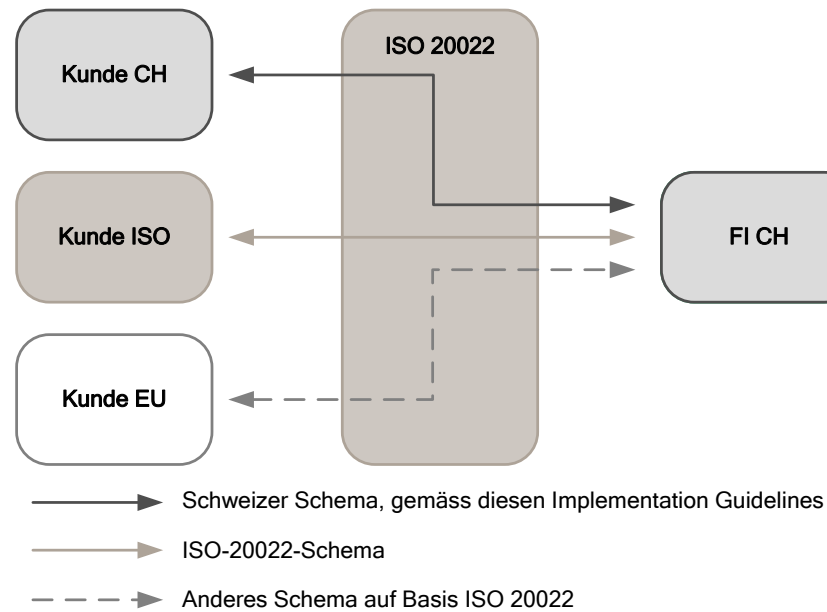 ISO 20022
Kunde CH
Kunde ISO
FI CH
Kunde EU
Schweizer Schema, gemäss diesen Implementation Guidelines
ISO-20022-Schema
Anderes Schema auf Basis ISO 20022